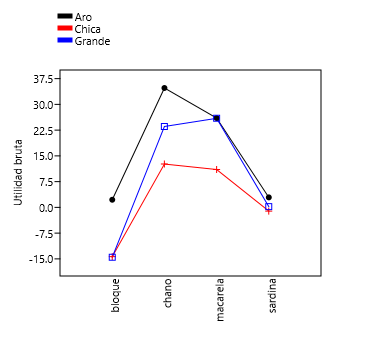 Aro
Chica
Grande
37.5
30.0
22.5
15.0
7.5
0.0
-7.5
-15.0
Utilidad bruta
bloque
chano
macarela
sardina